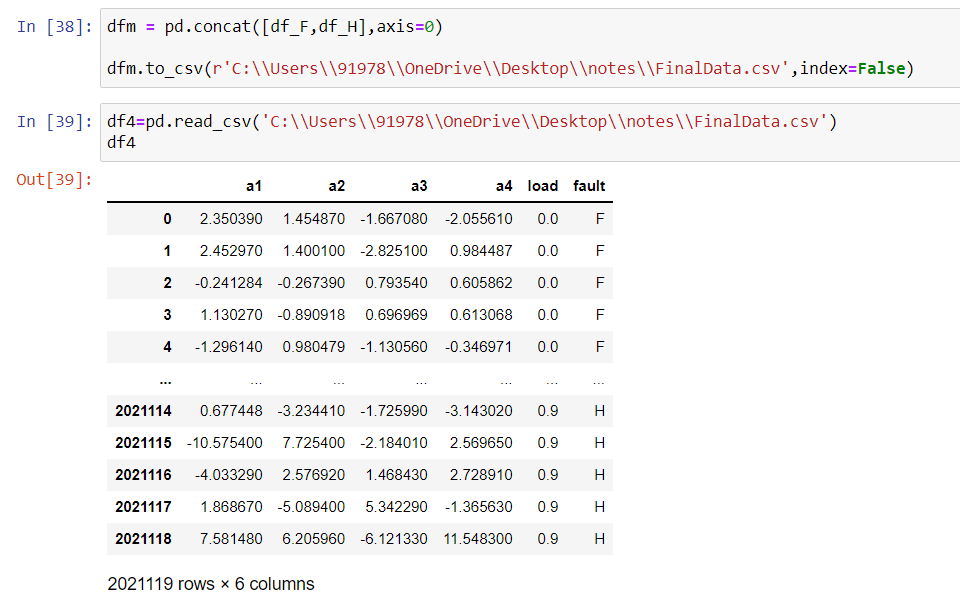 In [38]: dfm = pd.concat([df_F,df_H],axis=0)
dfm.to_csv(r'C:\\Users\\91978\\OneDrive\\Desktop\\notes\\FinalData.csv',index=False)
In [39]: df4=pd.read_csv('C:\\Users\\91978\\OneDrive\\Desktop\\notes\\FinalData.csv')
df4
Out[39]:
a1 a2 a3 a4 load fault
0 2.350390 1.454870 -1.667080 -2.055610 0.0 F
1 2.452970 1.400100 -2.825100 0.984487 0.0 F
2 -0.241284 -0.267390 0.793540 0.605862 0.0 F
3 1.130270 -0.890918 0.696969 0.613068 0.0 F
4 -1.296140 0.980479 -1.130560 -0.346971 0.0 F
... ... ... ... ... ... ...
2021114 0.677448 -3.234410 -1.725990 -3.143020 0.9 H
2021115 -10.575400 7.725400 -2.184010 2.569650 0.9 H
2021116 -4.033290 2.576920 1.468430 2.728910 0.9 H
2021117 1.868670 -5.089400 5.342290 -1.365630 0.9 H
2021118 7.581480 6.205960 -6.121330 11.548300 0.9 H
2021119 rows × 6 columns